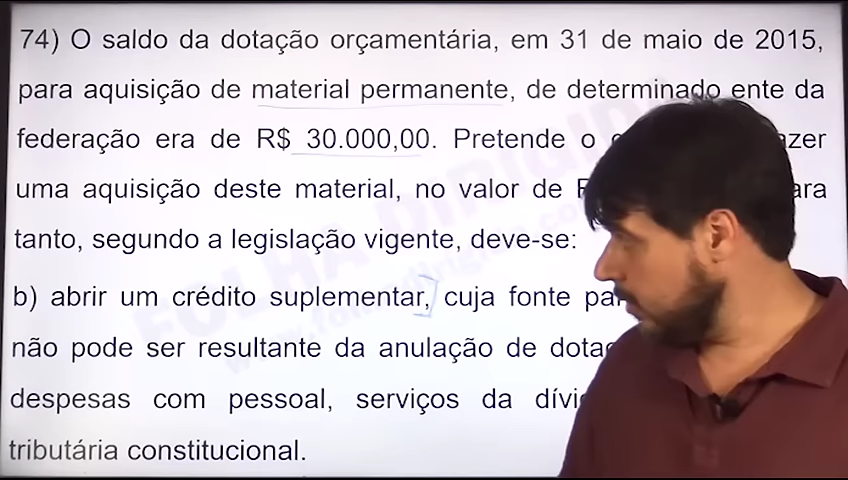 74) O saldo da dotação orçamentária, em 31 de maio de 2015,
para aquisição de material permanente, de determinado ente da
federação era de R$ 30.000,00. Pretende o
uma aquisição deste material, no valor de
tanto, segundo a legislação vigente, deve-se:
b) abrir um crédito suplementar, cuja fonte
não pode ser resultante da anulação de
despesas com pessoal, serviços da
tributária constitucional.
FOLHA DIRIGIDA